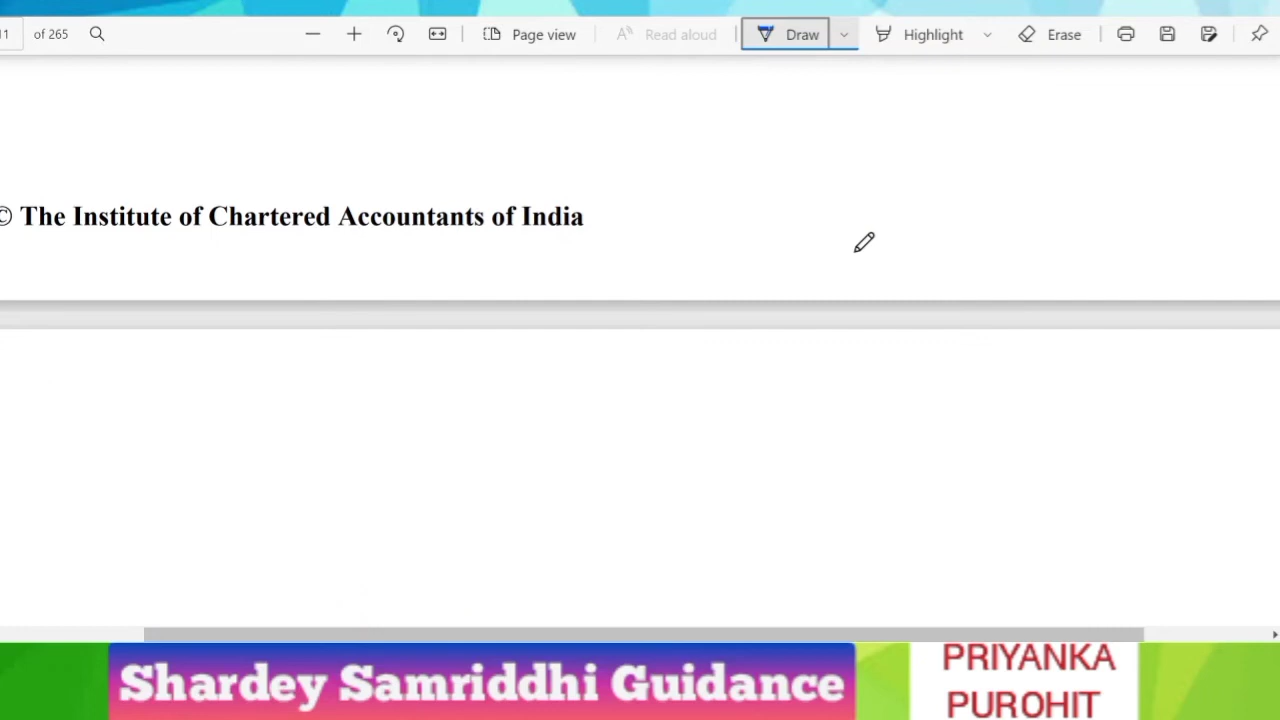 11 of 265 Page view Read aloud Draw Highlight Erase
© The Institute of Chartered Accountants of India
Shardey Samriddhi Guidance
PRIYANKA
PUROHIT